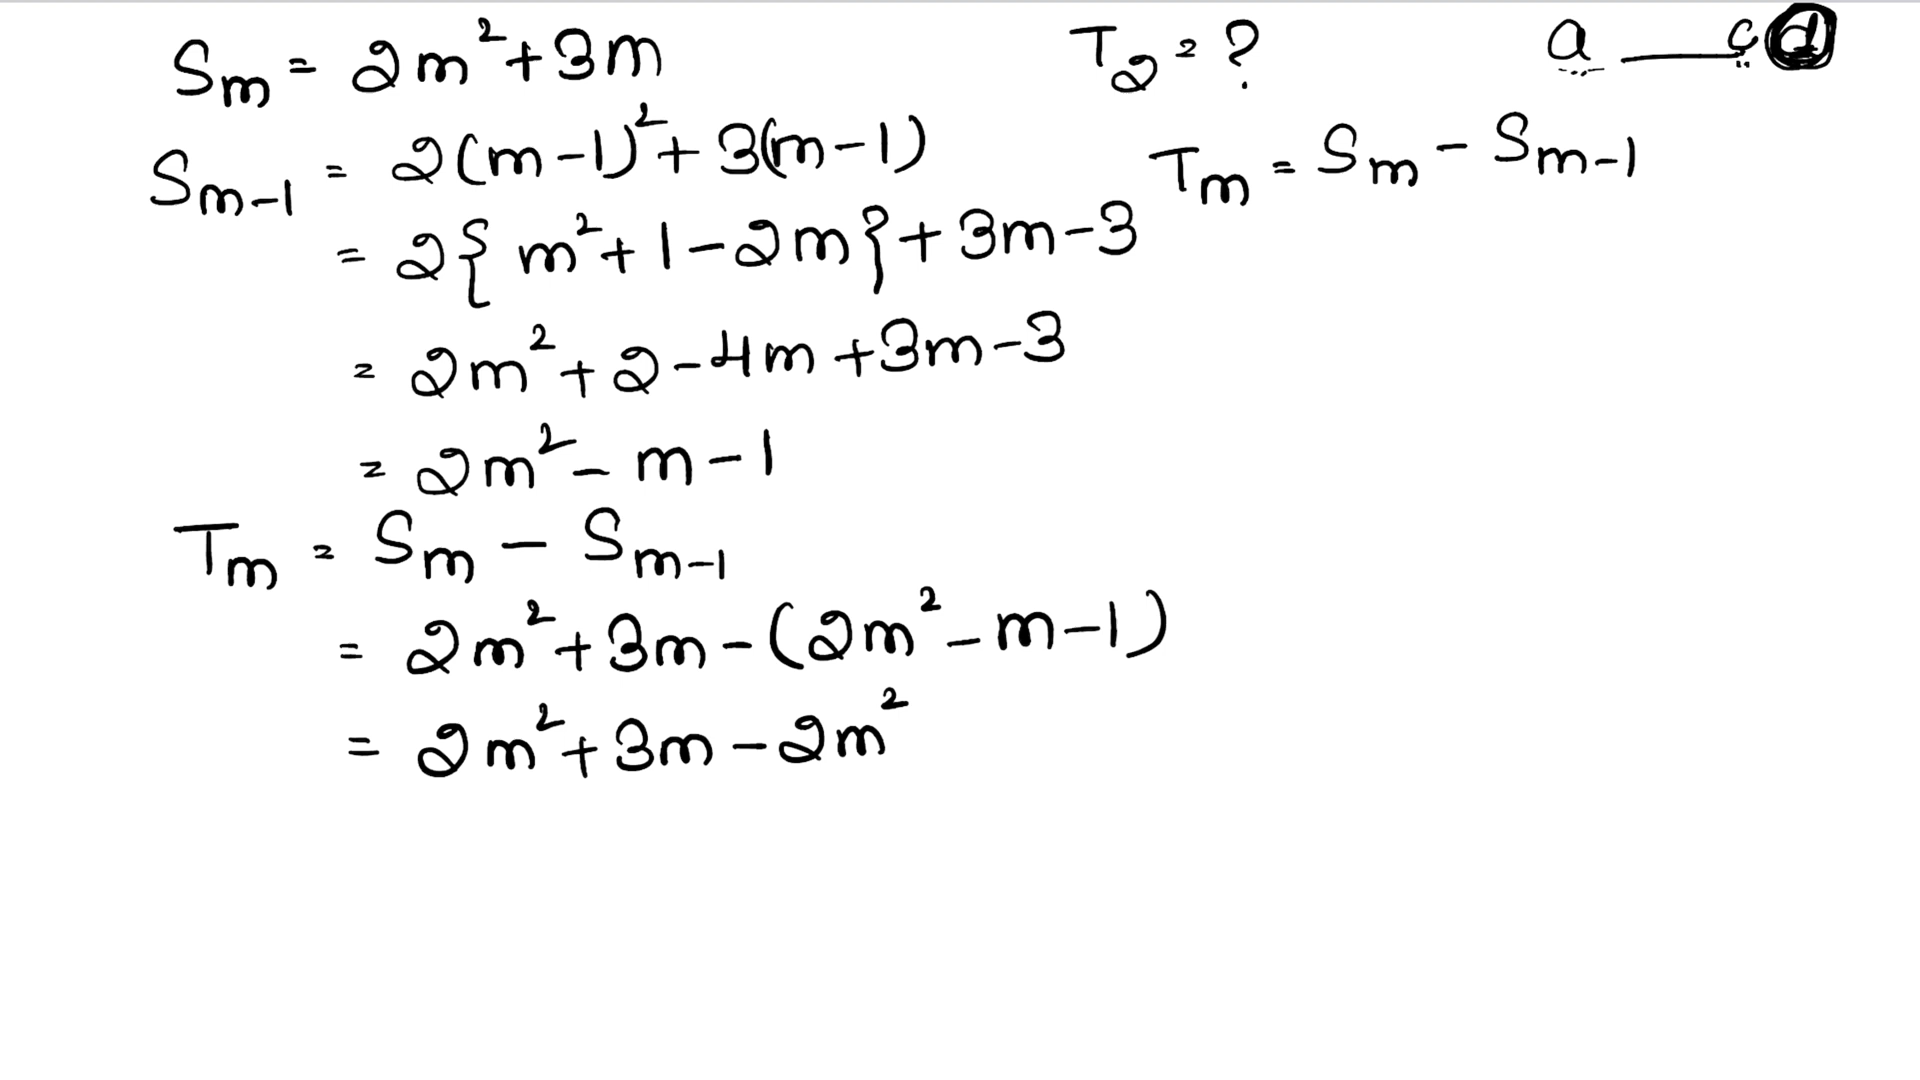 Sm = 2m²+3m T2 = ? a ___ c d
Sm-1 = 2(m-1)²+3(m-1) Tm = Sm - Sm-1
= 2{ m²+1-2m}+3m-3
= 2m²+2-4m+3m-3
= 2m²-m-1
Tm = Sm - Sm-1
= 2m²+3m-(2m²-m-1)
= 2m²+3m-2m²